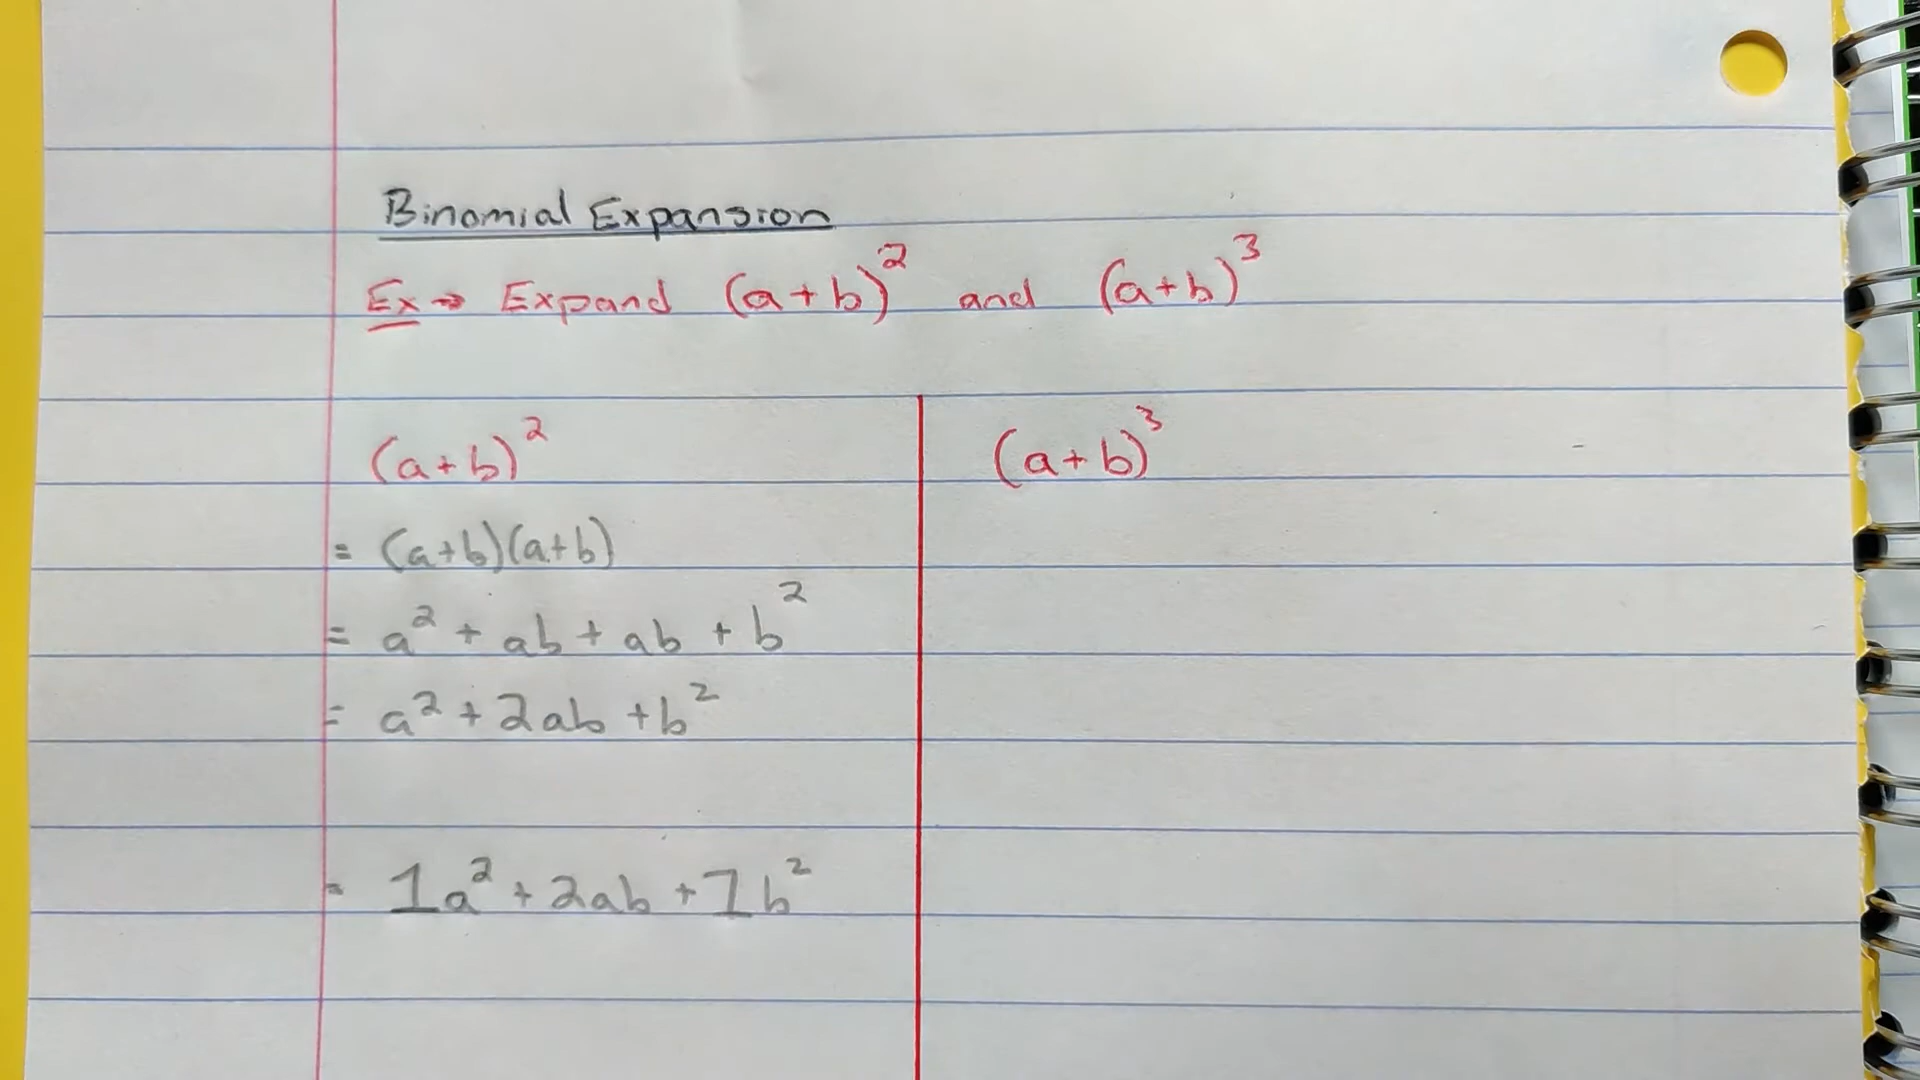 Binomial Expansion
Ex → Expand (a+b)² and (a+b)³
(a+b)²
= (a+b)(a+b)
= a² + ab + ab + b²
= a² + 2ab + b²
= 1a² + 2ab + 1b²
(a+b)³